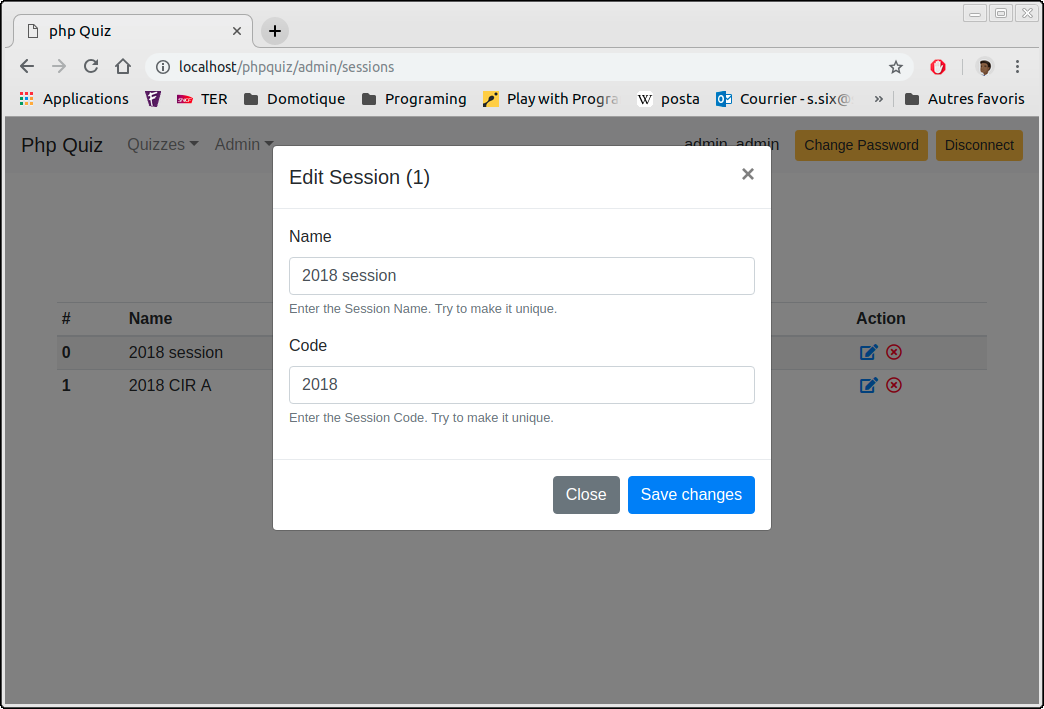 php Quiz
localhost/phpquiz/admin/sessions
Applications TER Domotique Programing Play with Progra W posta Courrier - s.six@ » Autres favoris
Php Quiz Quizzes Admin admin admin Change Password Disconnect
Edit Session (1) ×
Name
2018 session
Enter the Session Name. Try to make it unique.
Code
2018
Enter the Session Code. Try to make it unique.
Close Save changes
# Name Action
0 2018 session
1 2018 CIR A